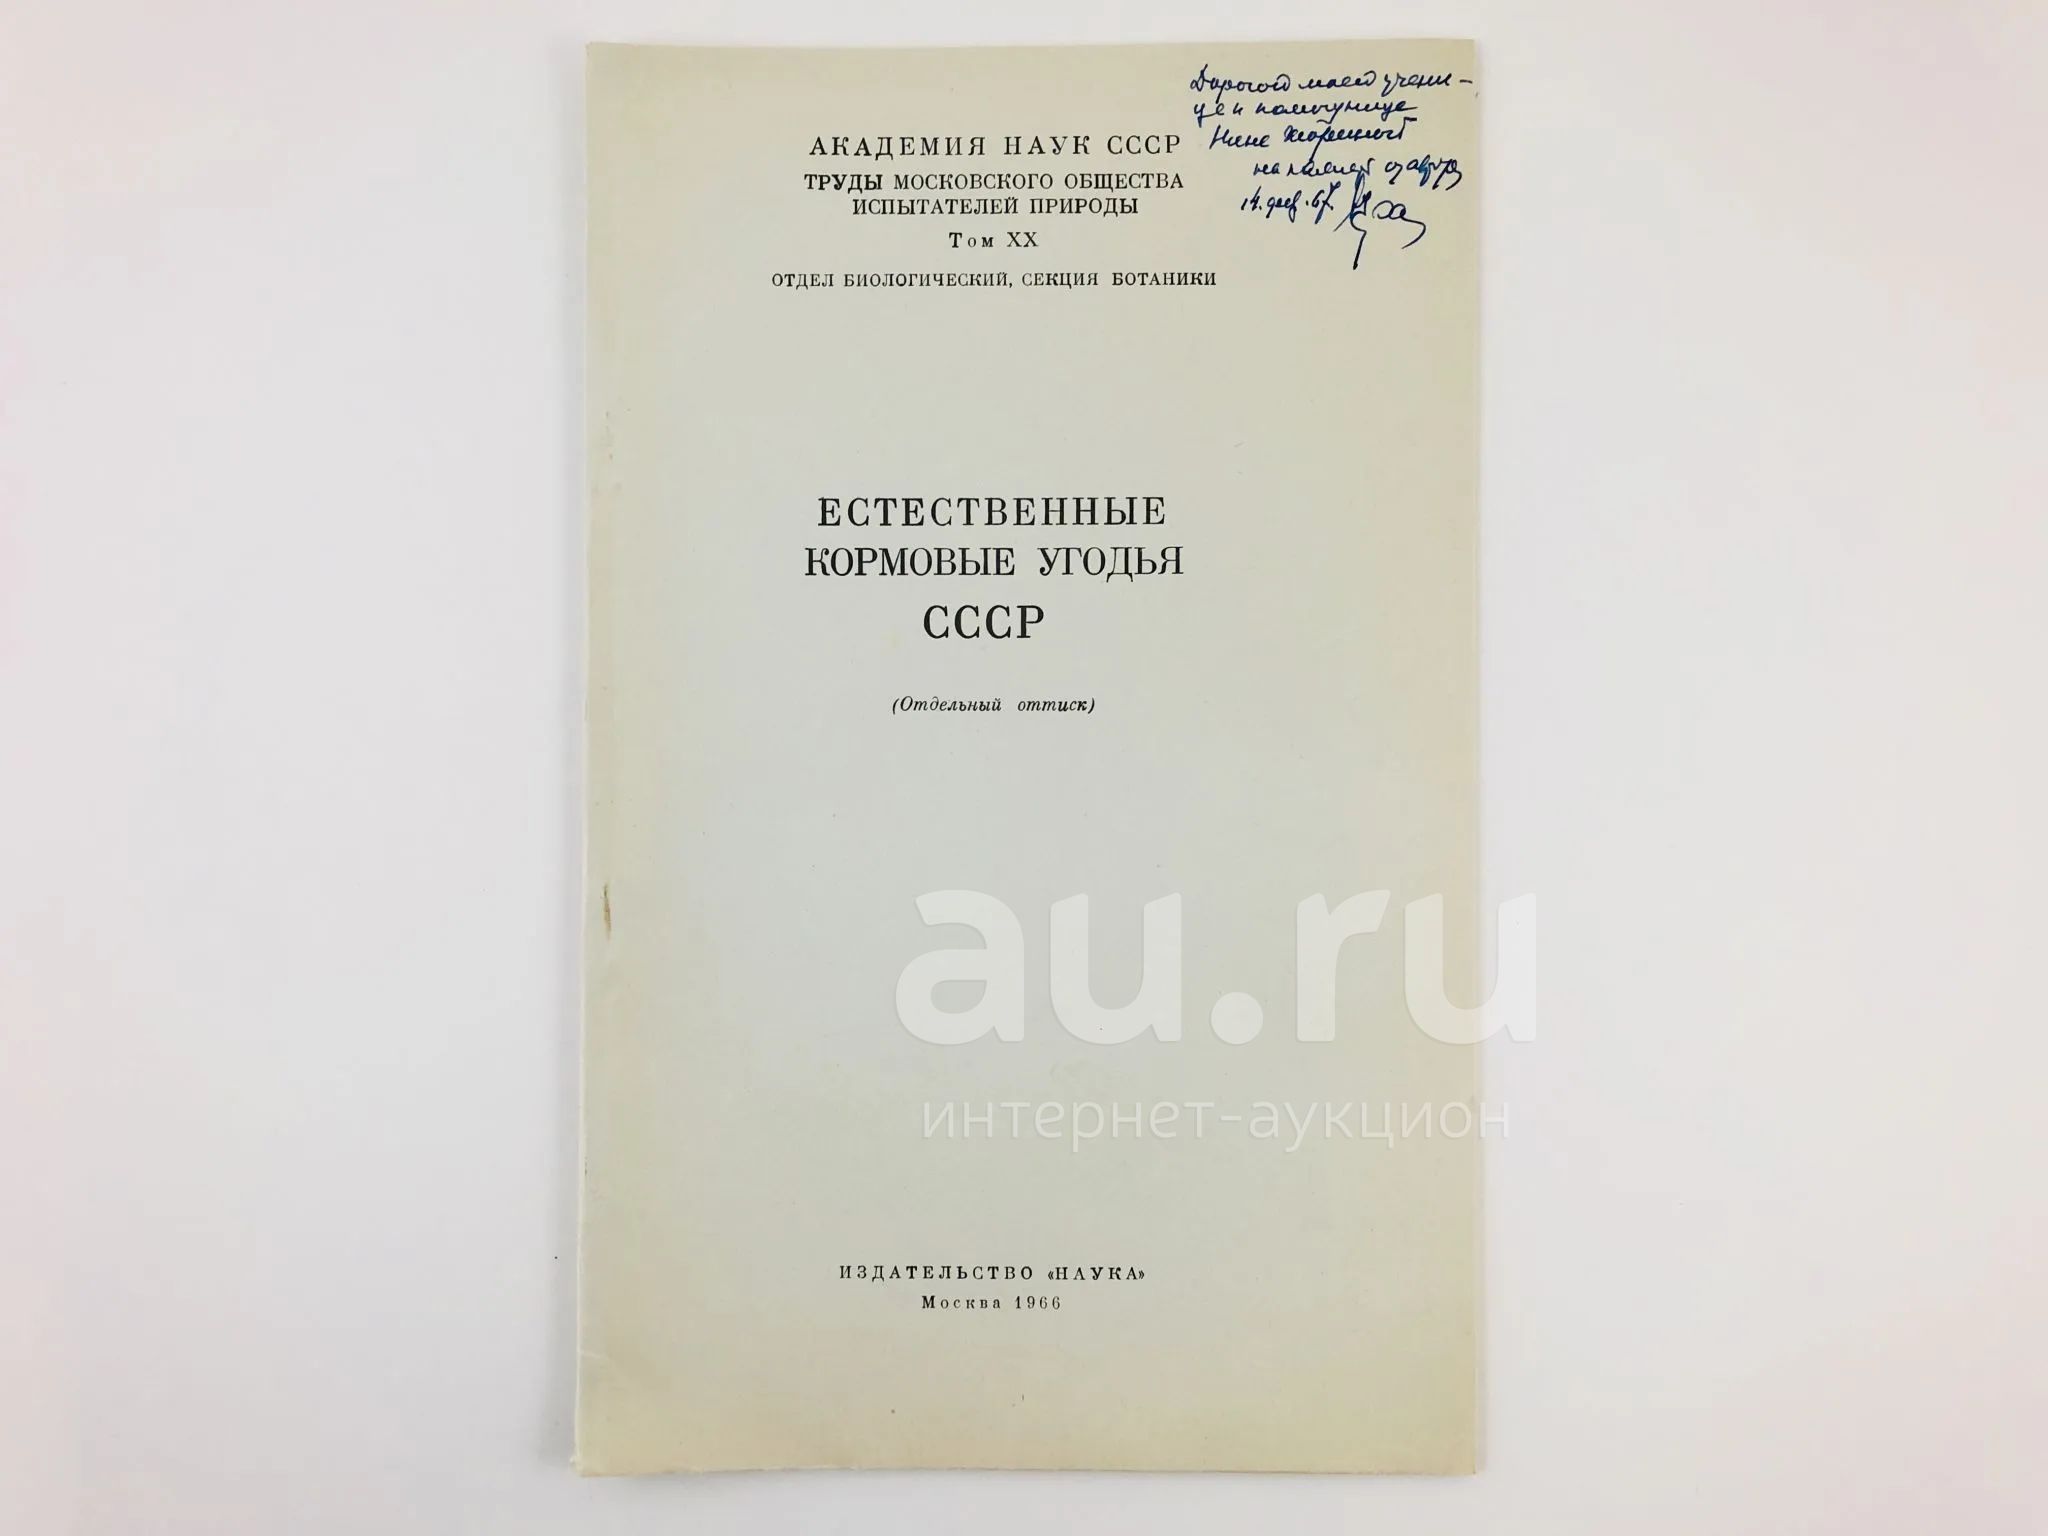 Дорогой моей учени-
це и помощнице
Нине
на память от автора
14. фев. 67.
АКАДЕМИЯ НАУК СССР
ТРУДЫ МОСКОВСКОГО ОБЩЕСТВА
ИСПЫТАТЕЛЕЙ ПРИРОДЫ
Том XX
ОТДЕЛ БИОЛОГИЧЕСКИЙ, СЕКЦИЯ БОТАНИКИ
ЕСТЕСТВЕННЫЕ
КОРМОВЫЕ УГОДЬЯ
СССР
(Отдельный оттиск)
au.ru
интернет-аукцион
ИЗДАТЕЛЬСТВО «НАУКА»
Москва 1966